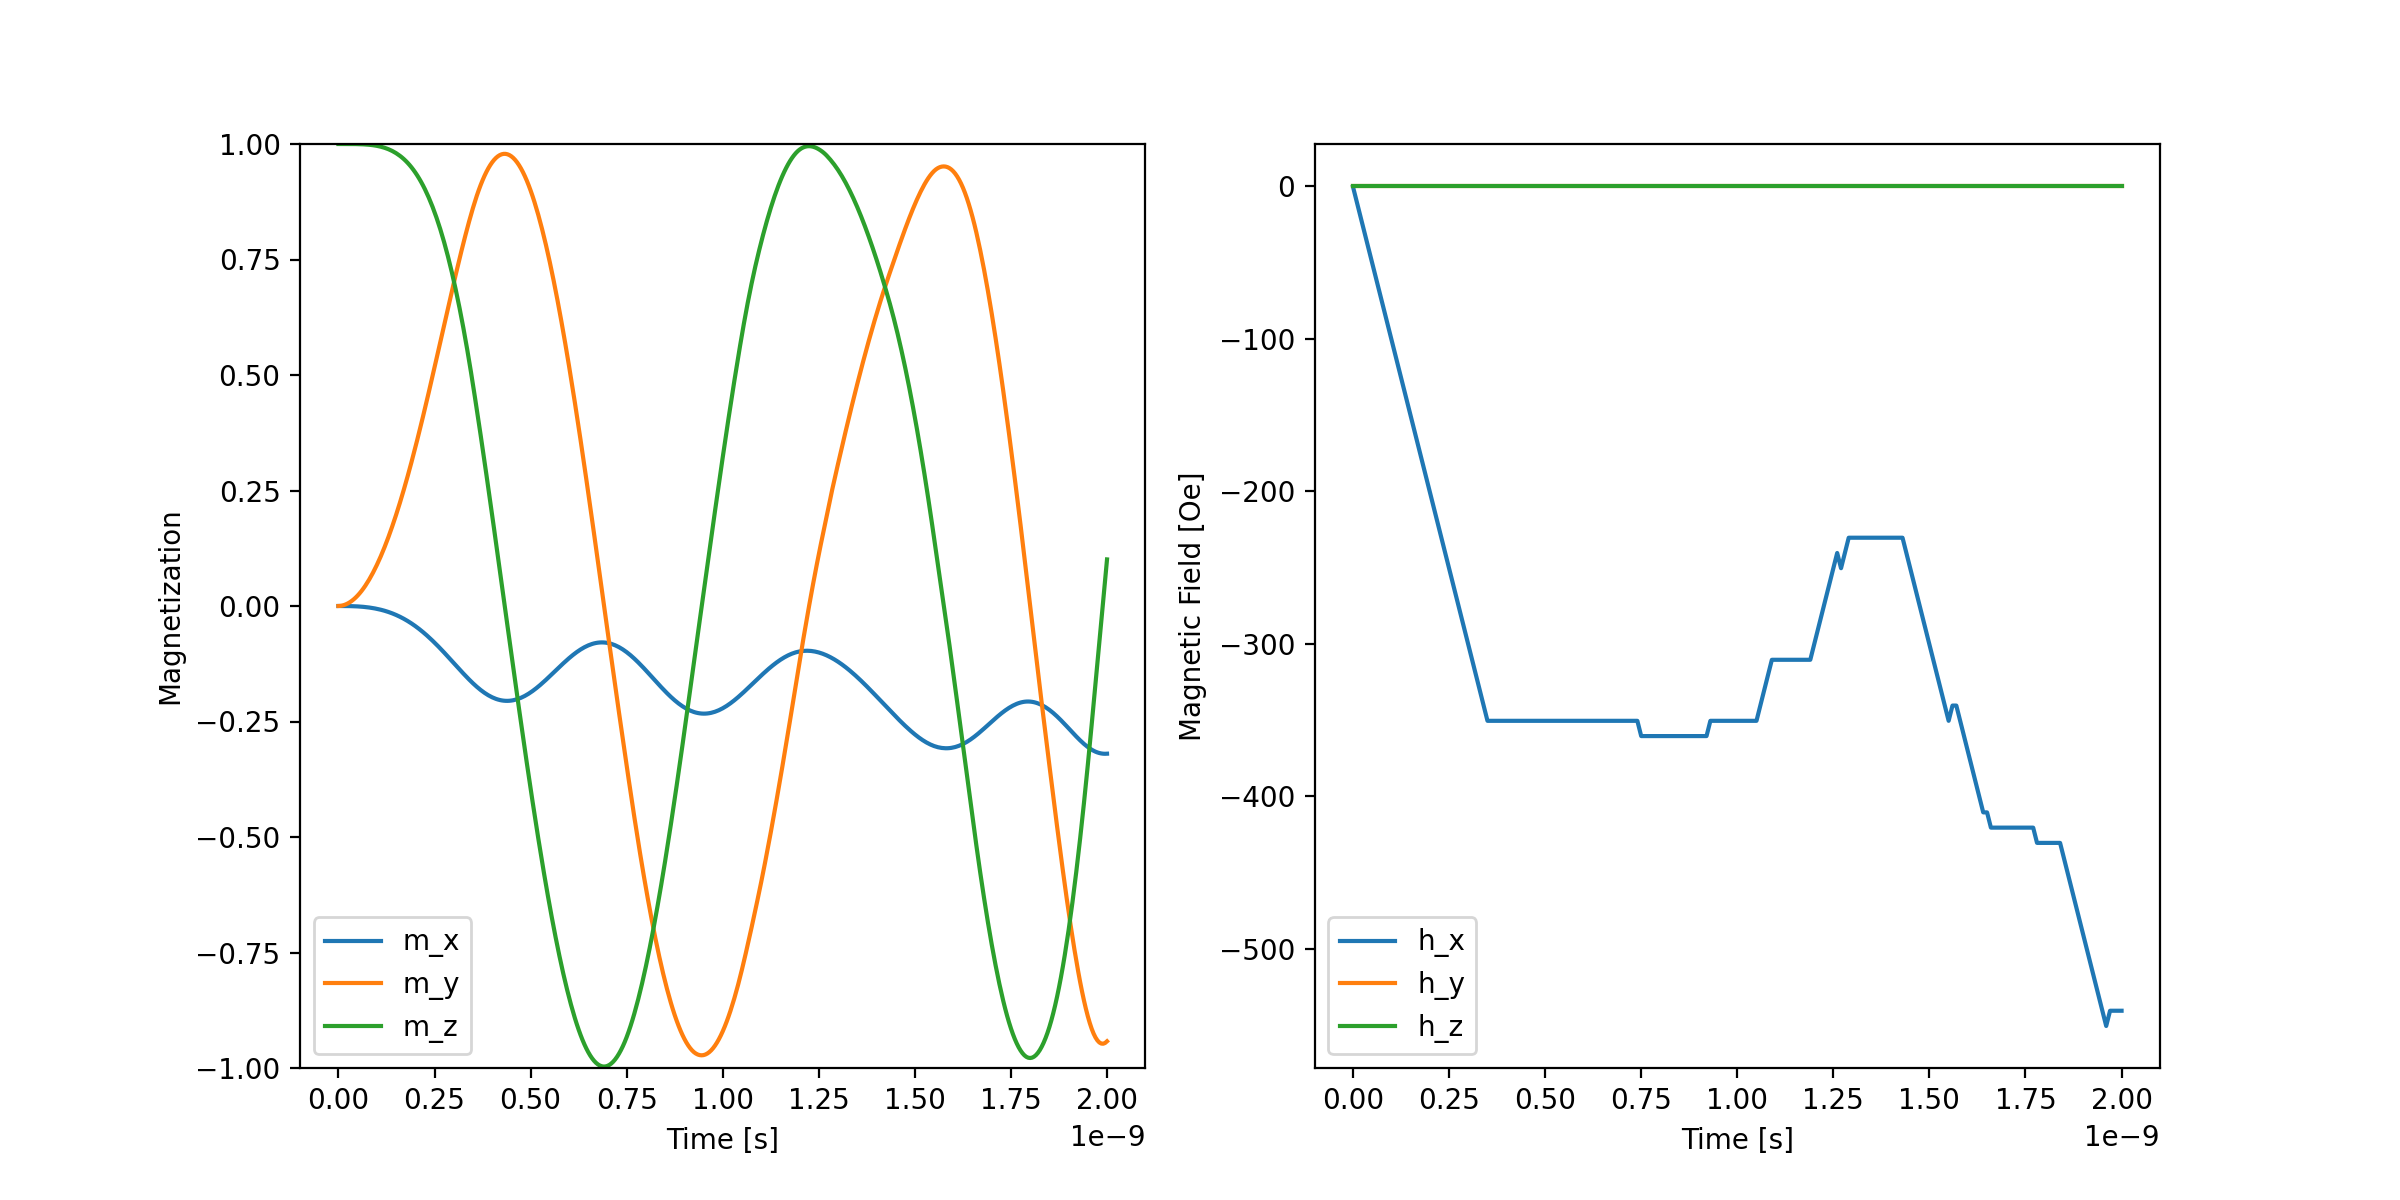 Magnetization
1.00
0.75
0.50
0.25
0.00
−0.25
−0.50
−0.75
−1.00
m_x
m_y
m_z
0.00 0.25 0.50 0.75 1.00 1.25 1.50 1.75 2.00
Time [s]
1e−9
Magnetic Field [Oe]
0
−100
−200
−300
−400
−500
h_x
h_y
h_z
0.00 0.25 0.50 0.75 1.00 1.25 1.50 1.75 2.00
Time [s]
1e−9